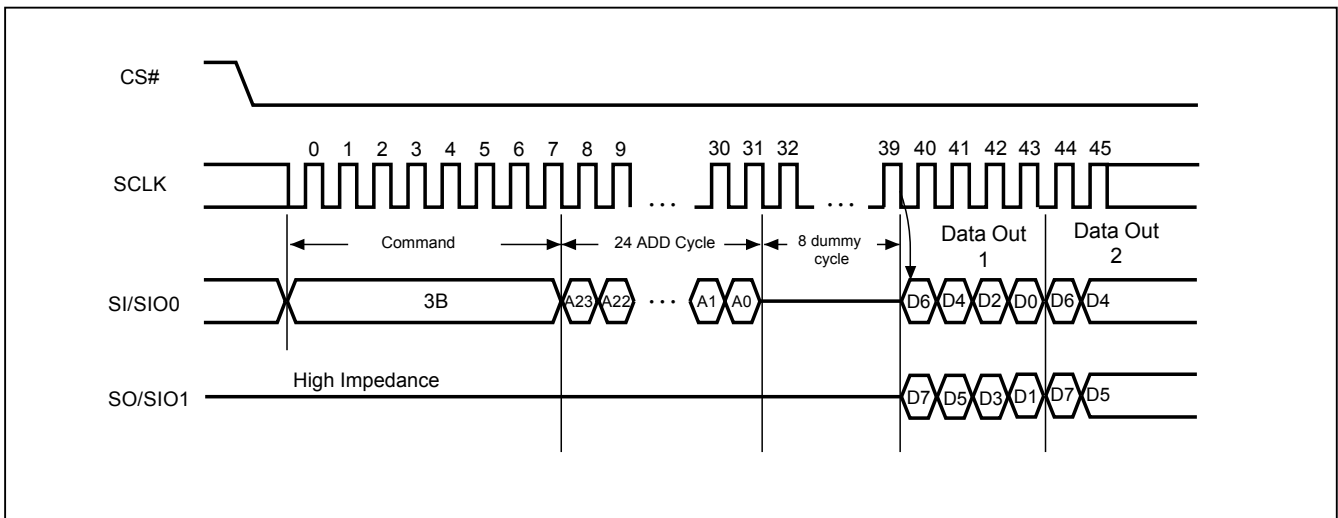 CS#
0 1 2 3 4 5 6 7 8 9 30 31 32 39 40 41 42 43 44 45
SCLK
... ...
Command 24 ADD Cycle 8 dummy cycle Data Out 1 Data Out 2
SI/SIO0 3B A23 A22 ... A1 A0 D6 D4 D2 D0 D6 D4
High Impedance
SO/SIO1 D7 D5 D3 D1 D7 D5